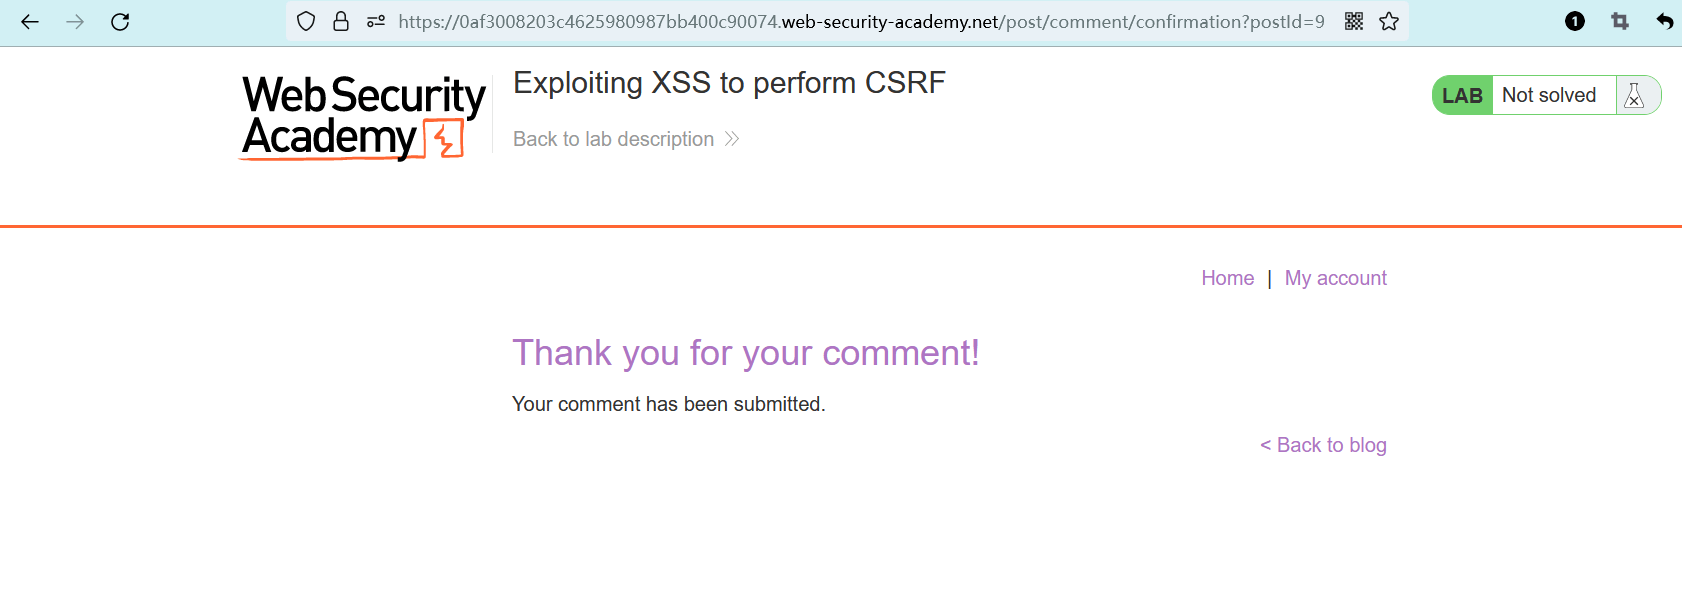 https://0af3008203c4625980987bb400c90074.web-security-academy.net/post/comment/confirmation?postId=9
1
Web Security
Academy
Exploiting XSS to perform CSRF
Back to lab description
LAB Not solved
Home | My account
Thank you for your comment!
Your comment has been submitted.
< Back to blog